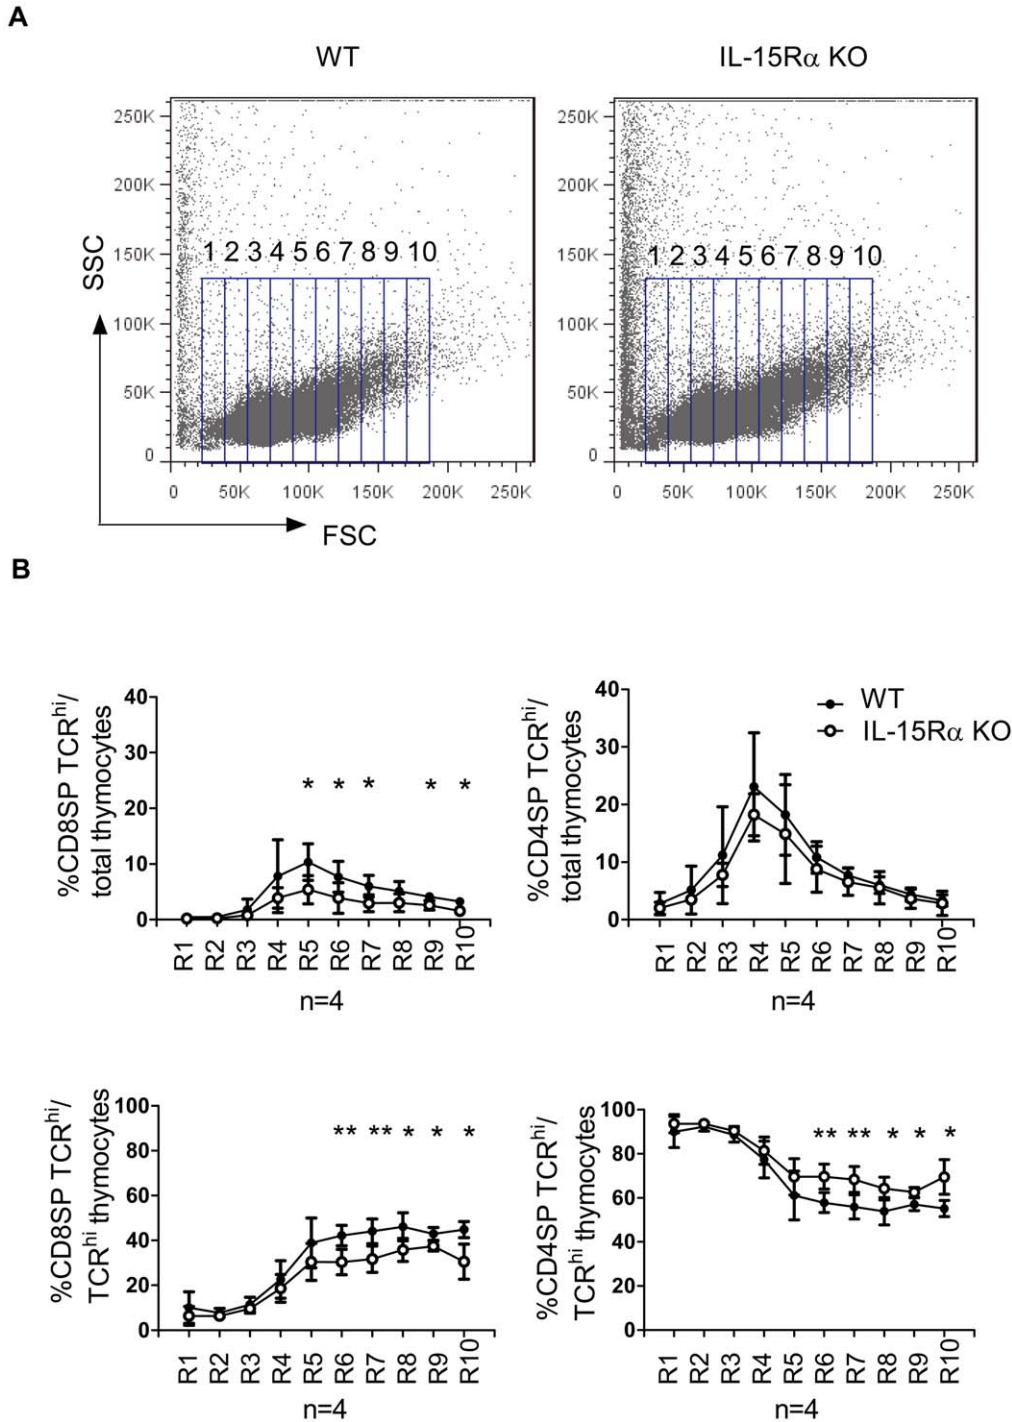 A
WT
IL-15Rα KO
250K
200K
150K
100K
50K
0
SSC
1 2 3 4 5 6 7 8 9 10
0 50K 100K 150K 200K 250K
FSC
250K
200K
150K
100K
50K
0
1 2 3 4 5 6 7 8 9 10
0 50K 100K 150K 200K 250K
B
%CD8SP TCRhi/
total thymocytes
40
30
20
10
0
* * * * *
R1 R2 R3 R4 R5 R6 R7 R8 R9 R10
n=4
%CD4SP TCRhi/
total thymocytes
40
30
20
10
0
WT
IL-15Rα KO
R1 R2 R3 R4 R5 R6 R7 R8 R9 R10
n=4
%CD8SP TCRhi/
TCRhi thymocytes
100
80
60
40
20
0
** ** * * *
R1 R2 R3 R4 R5 R6 R7 R8 R9 R10
n=4
%CD4SP TCRhi/
TCRhi thymocytes
100
80
60
40
20
0
** ** * * *
R1 R2 R3 R4 R5 R6 R7 R8 R9 R10
n=4